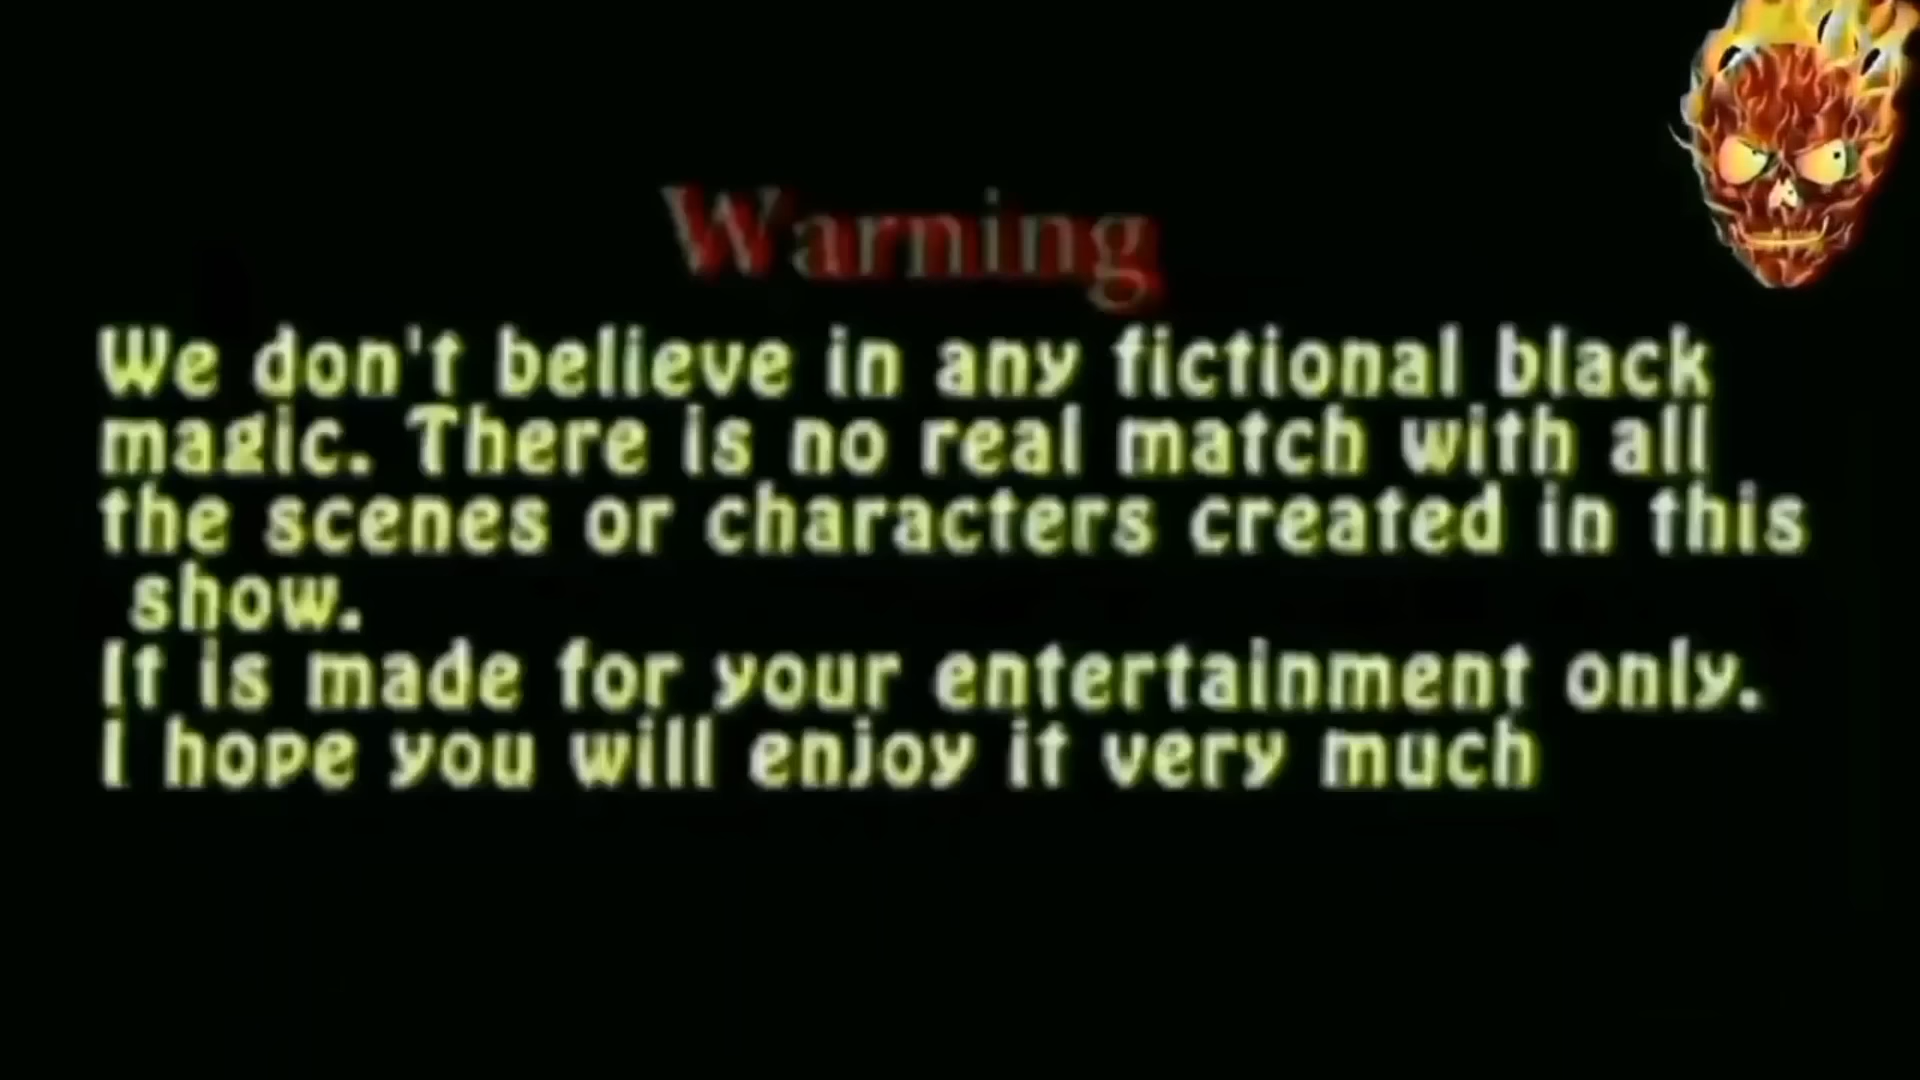 Warning
We don't believe in any fictional black
magic. There is no real match with all
the scenes or characters created in this
show.
It is made for your entertainment only.
I hope you will enjoy it very much